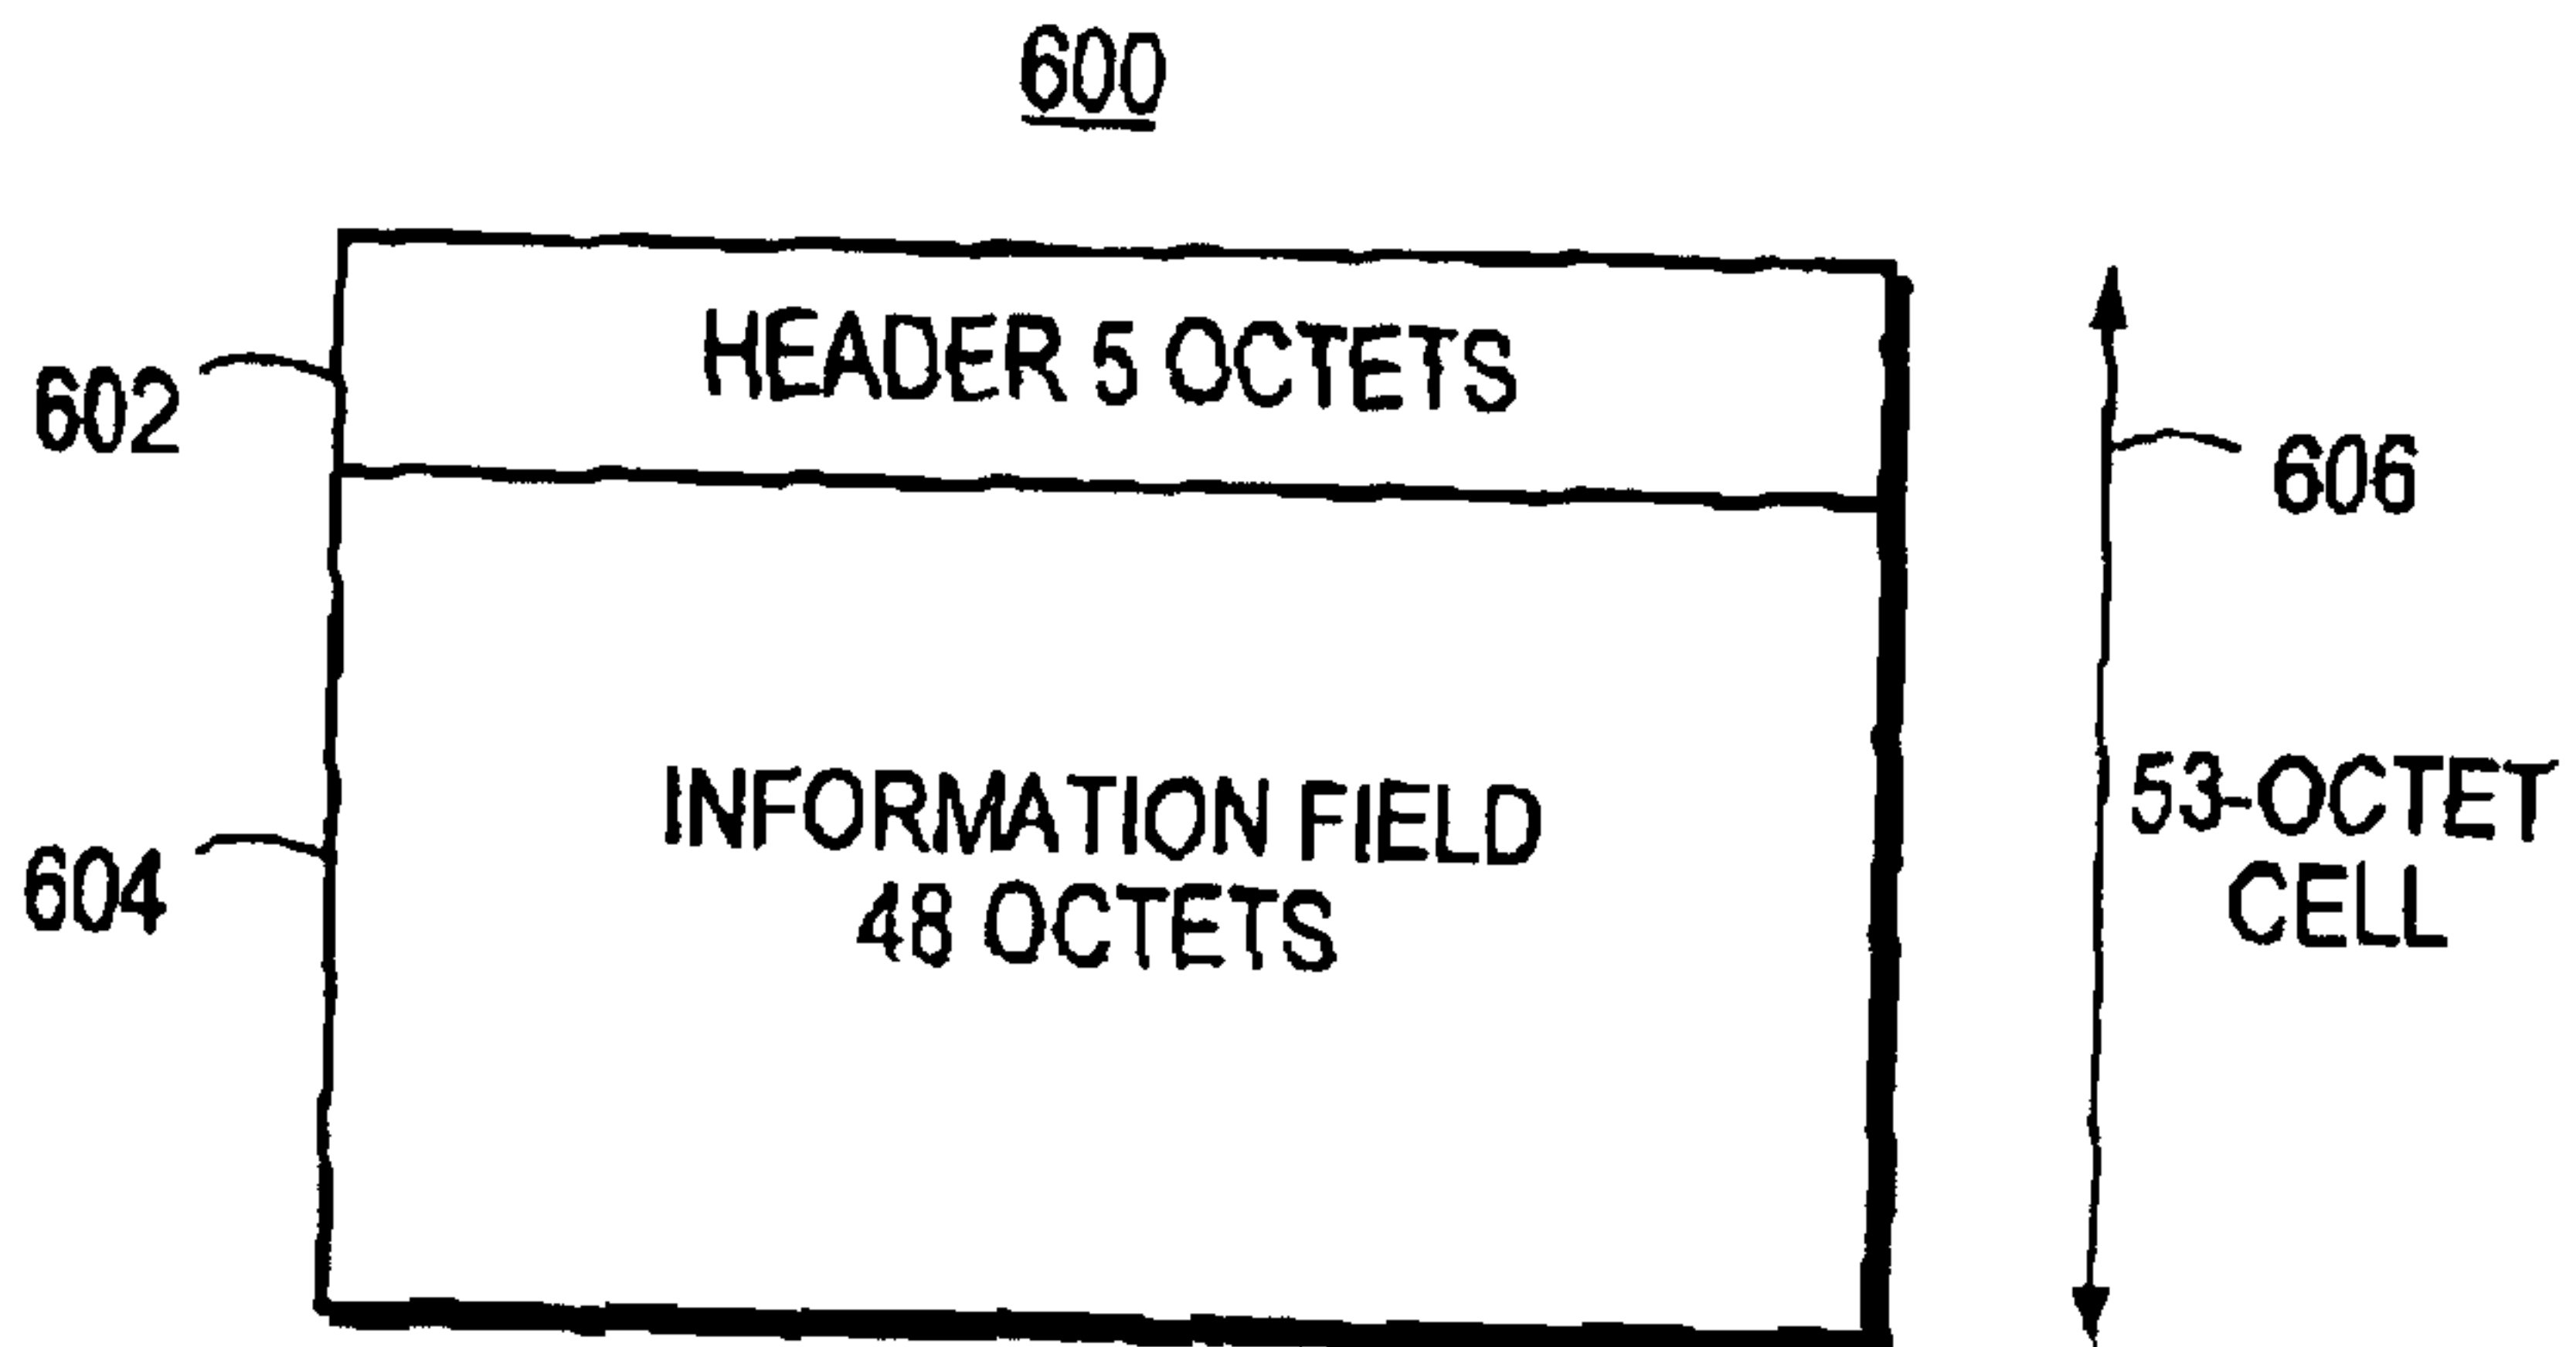 600
HEADER 5 OCTETS
602
606
INFORMATION FIELD
48 OCTETS
604
53-OCTET
CELL